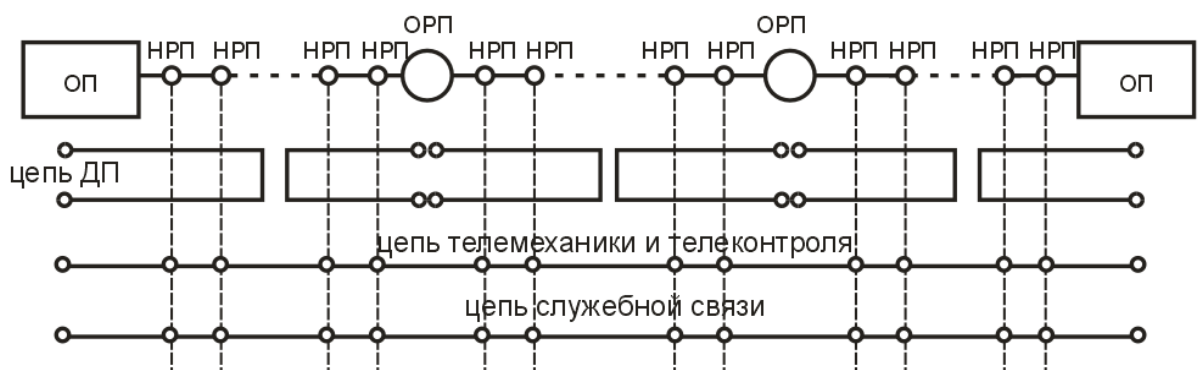 ОРП ОРП
НРП НРП НРП НРП НРП НРП НРП НРП НРП НРП НРП НРП
ОП ОП
цепь ДП
цепь телемеханики и телеконтроля
цепь служебной связи